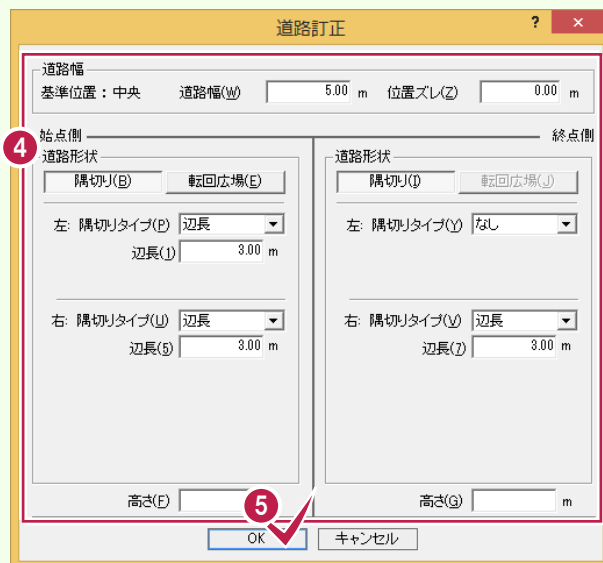 道路訂正
? ×
道路幅
基準位置：中央 道路幅(W) 5.00 m 位置ズレ(Z) 0.00 m
4
始点側 終点側
道路形状
隅切り(B) 転回広場(E)
左: 隅切りタイプ(P) 辺長
辺長(1) 3.00 m
右: 隅切りタイプ(U) 辺長
辺長(5) 3.00 m
高さ(F)
道路形状
隅切り(I) 転回広場(J)
左: 隅切りタイプ(Y) なし
右: 隅切りタイプ(V) 辺長
辺長(7) 3.00 m
高さ(G) m
5
OK キャンセル